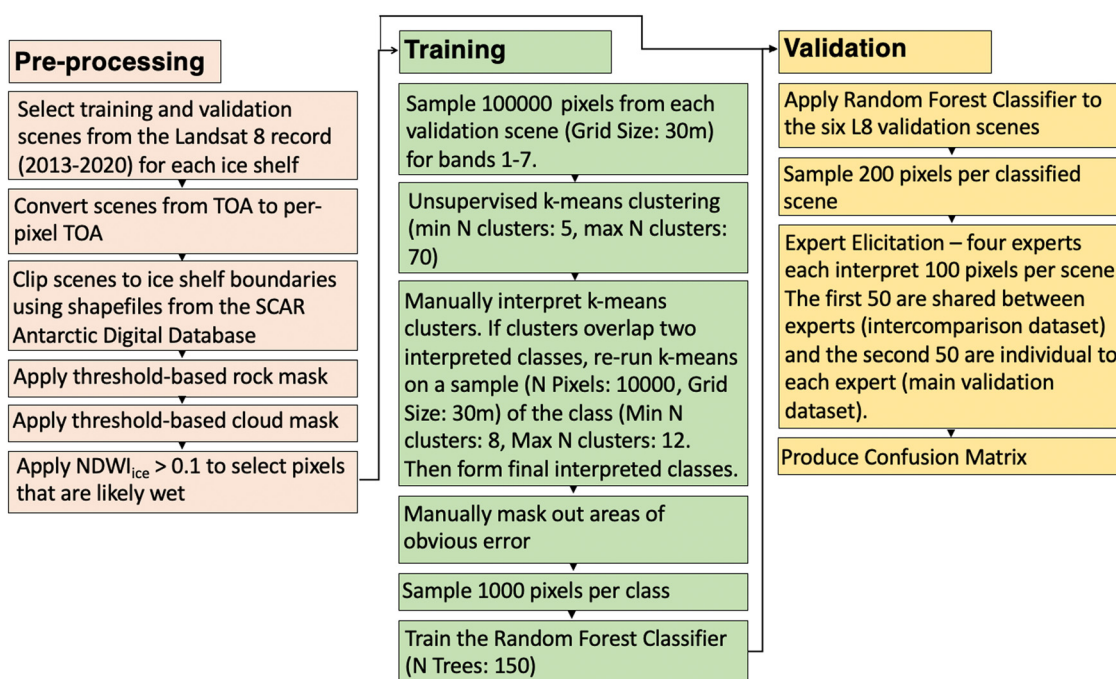 Pre-processing
Select training and validation
scenes from the Landsat 8 record
(2013-2020) for each ice shelf
Convert scenes from TOA to per-
pixel TOA
Clip scenes to ice shelf boundaries
using shapefiles from the SCAR
Antarctic Digital Database
Apply threshold-based rock mask
Apply threshold-based cloud mask
Apply NDWIice > 0.1 to select pixels
that are likely wet
Training
Sample 100000 pixels from each
validation scene (Grid Size: 30m)
for bands 1-7.
Unsupervised k-means clustering
(min N clusters: 5, max N clusters:
70)
Manually interpret k-means
clusters. If clusters overlap two
interpreted classes, re-run k-means
on a sample (N Pixels: 10000, Grid
Size: 30m) of the class (Min N
clusters: 8, Max N clusters: 12.
Then form final interpreted classes.
Manually mask out areas of
obvious error
Sample 1000 pixels per class
Train the Random Forest Classifier
(N Trees: 150)
Validation
Apply Random Forest Classifier to
the six L8 validation scenes
Sample 200 pixels per classified
scene
Expert Elicitation – four experts
each interpret 100 pixels per scene
The first 50 are shared between
experts (intercomparison dataset)
and the second 50 are individual to
each expert (main validation
dataset).
Produce Confusion Matrix